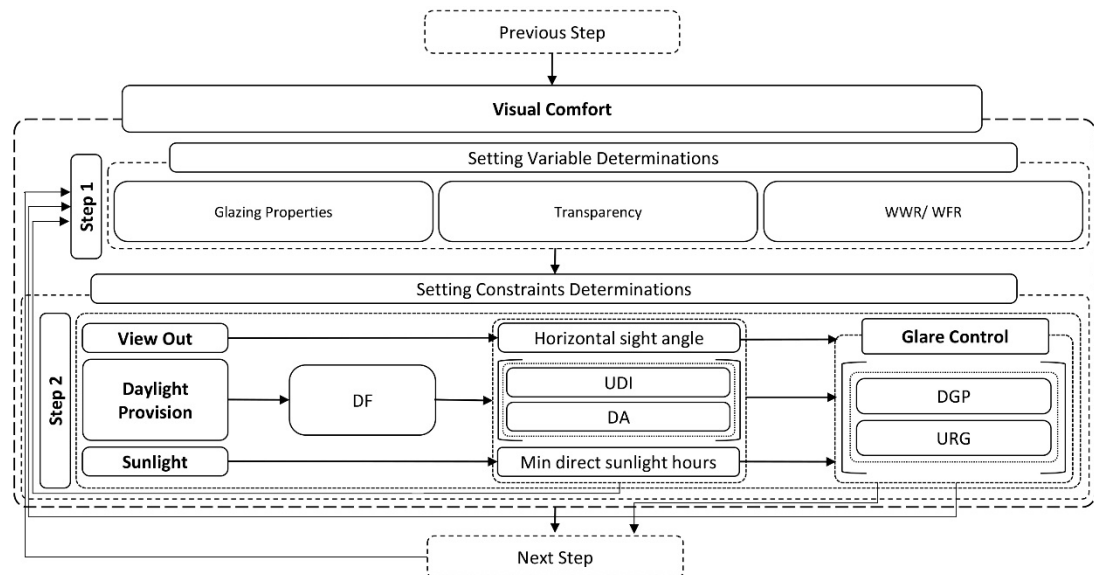 Previous Step
Visual Comfort
Setting Variable Determinations
Step 1
Glazing Properties
Transparency
WWR/ WFR
Setting Constraints Determinations
Step 2
View Out
Horizontal sight angle
Glare Control
Daylight
Provision
DF
UDI
DA
DGP
URG
Sunlight
Min direct sunlight hours
Next Step